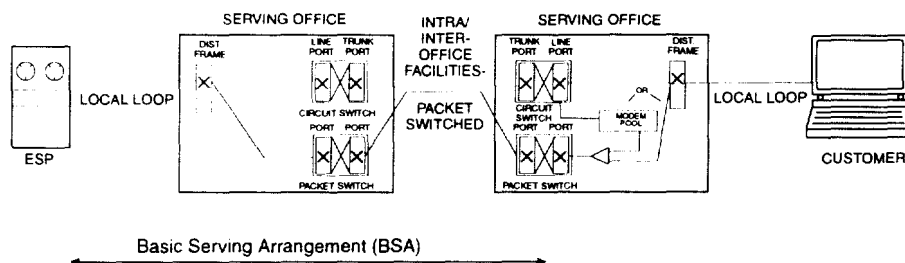 SERVING OFFICE
DIST
FRAME
LINE
PORT
TRUNK
PORT
CIRCUIT SWITCH
PORT
PORT
PACKET SWITCH
ESP
LOCAL LOOP
INTRA/
INTER-
OFFICE
FACILITIES-
PACKET
SWITCHED
SERVING OFFICE
TRUNK
PORT
LINE
PORT
DIST
FRAME
CIRCUIT
SWITCH
OR
MODEM
POOL
PORT
PORT
PACKET SWITCH
LOCAL LOOP
CUSTOMER
Basic Serving Arrangement (BSA)